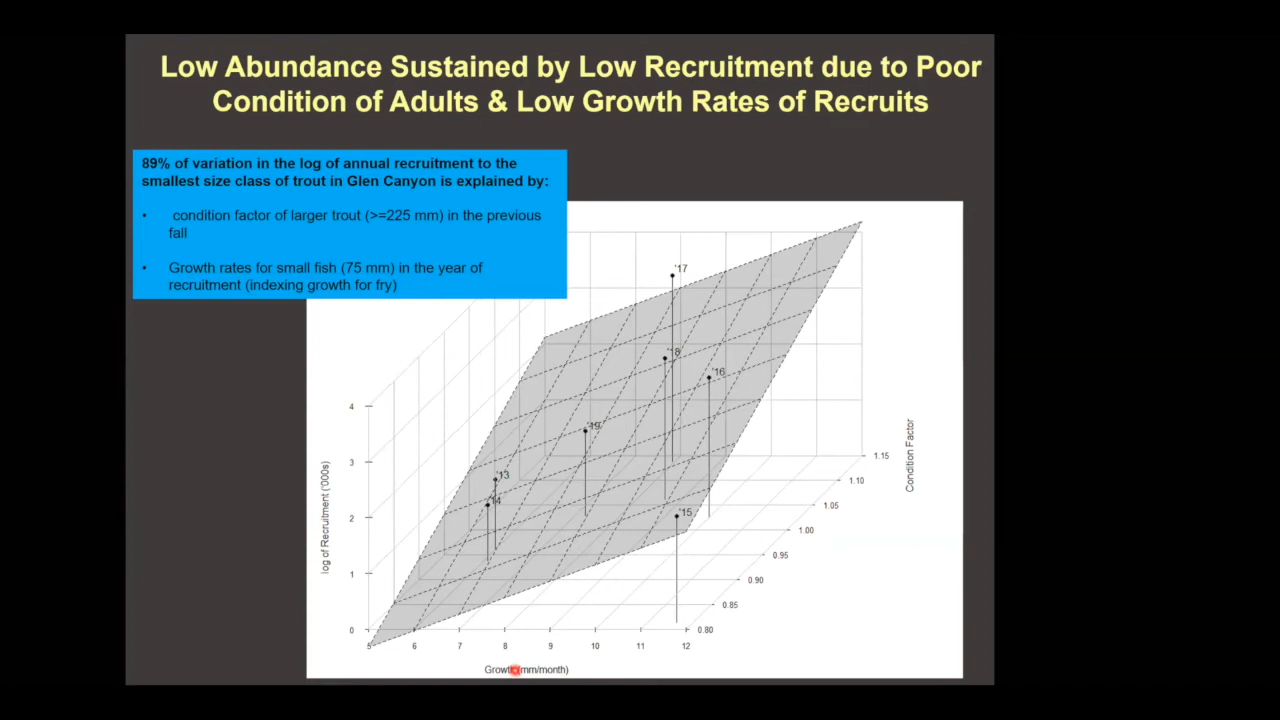 Low Abundance Sustained by Low Recruitment due to Poor
Condition of Adults & Low Growth Rates of Recruits
89% of variation in the log of annual recruitment to the
smallest size class of trout in Glen Canyon is explained by:
• condition factor of larger trout (>=225 mm) in the previous
fall
• Growth rates for small fish (75 mm) in the year of
recruitment (indexing growth for fry)
'17
'18
'16
'19
'13
'14
'15
4
3
2
1
0
log of Recruitment ('000s)
5 6 7 8 9 10 11 12
Growth (mm/month)
1.15
1.10
1.05
1.00
0.95
0.90
0.85
0.80
Condition Factor